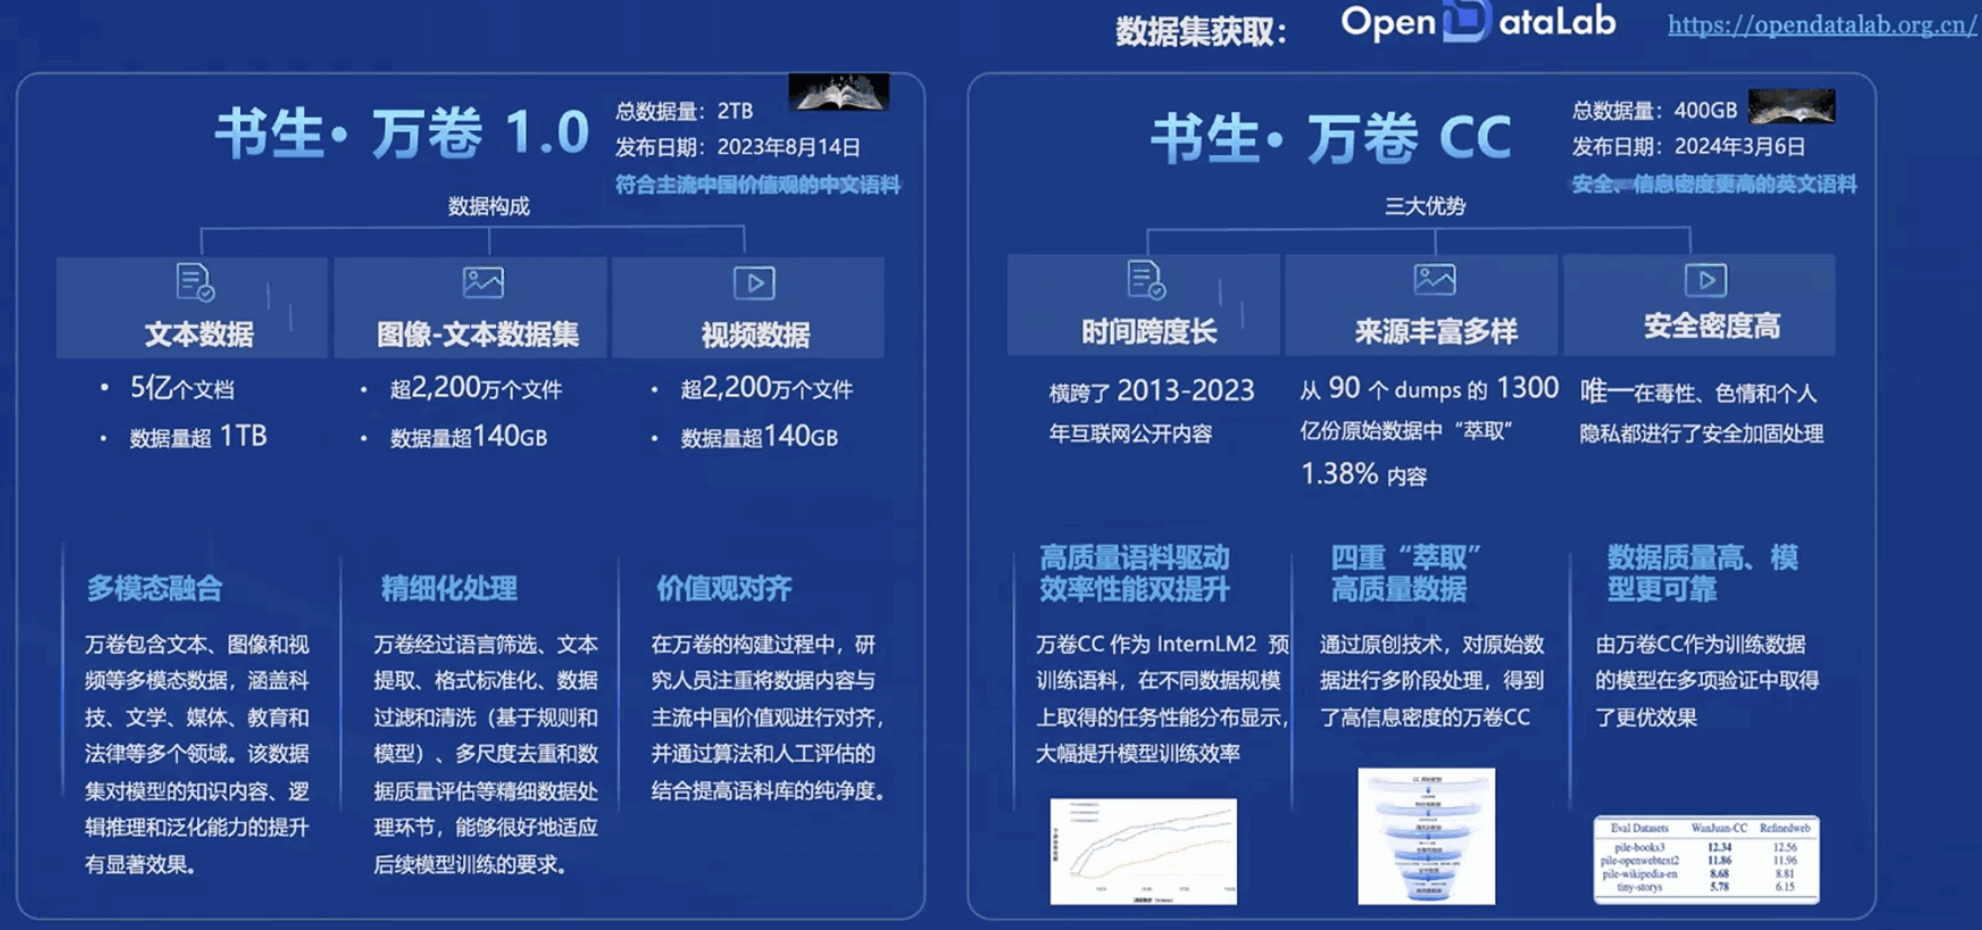 数据集获取：
OpenDataLab
https://opendatalab.org.cn/
书生·万卷 1.0
总数据量：2TB
发布日期：2023年8月14日
符合主流中国价值观的中文语料
数据构成
文本数据
5亿个文档
数据量超 1TB
图像-文本数据集
超2,200万个文件
数据量超140GB
视频数据
超2,200万个文件
数据量超140GB
多模态融合
万卷包含文本、图像和视
频等多模态数据，涵盖科
技、文学、媒体、教育和
法律等多个领域。该数据
集对模型的知识内容、逻
辑推理和泛化能力的提升
有显著效果。
精细化处理
万卷经过语言筛选、文本
提取、格式标准化、数据
过滤和清洗（基于规则和
模型）、多尺度去重和数
据质量评估等精细数据处
理环节，能够很好地适应
后续模型训练的要求。
价值观对齐
在万卷的构建过程中，研
究人员注重将数据内容与
主流中国价值观进行对齐，
并通过算法和人工评估的
结合提高语料库的纯净度。
书生·万卷 CC
总数据量：400GB
发布日期：2024年3月6日
安全、信息密度更高的英文语料
三大优势
时间跨度长
横跨了 2013-2023
年互联网公开内容
来源丰富多样
从 90 个 dumps 的 1300
亿份原始数据中“萃取”
1.38% 内容
安全密度高
唯一在毒性、色情和个人
隐私都进行了安全加固处理
高质量语料驱动
效率性能双提升
万卷CC 作为 InternLM2 预
训练语料，在不同数据规模
上取得的任务性能分布显示，
大幅提升模型训练效率
四重“萃取”
高质量数据
通过原创技术，对原始数
据进行多阶段处理，得到
了高信息密度的万卷CC
数据质量高、模
型更可靠
由万卷CC作为训练数据
的模型在多项验证中取得
了更优效果
Eval Datasets WanJuan-CC Refinedweb
pile-books3 12.34 12.56
pile-openwebtext2 11.86 11.96
pile-wikipedia-en 8.68 8.81
tiny-storys 5.78 6.15